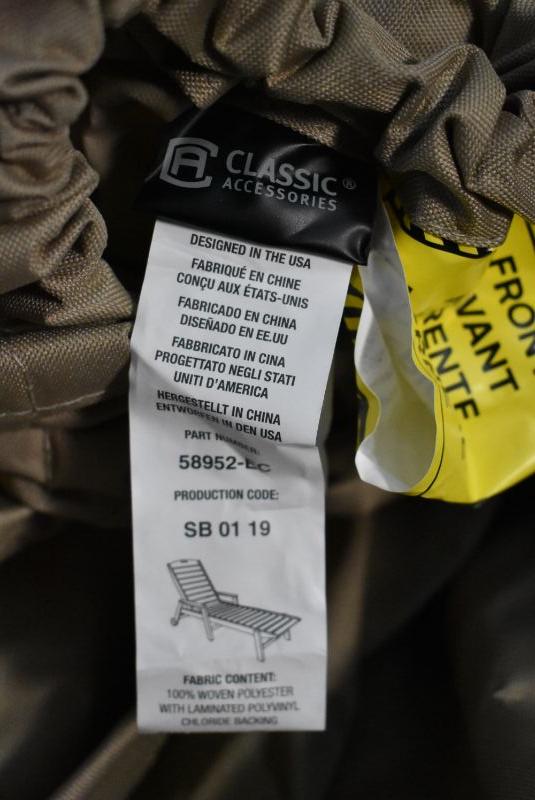 CLASSIC®
ACCESSORIES
DESIGNED IN THE USA
FABRIQUÉ EN CHINE
CONÇU AUX ÉTATS-UNIS
FABRICADO EN CHINA
DISEÑADO EN EE.UU
FABBRICATO IN CINA
PROGETTATO NEGLI STATI
UNITI D'AMERICA
HERGESTELLT IN CHINA
ENTWORFEN IN DEN USA
PART NUMBER:
58952-EC
PRODUCTION CODE:
SB 01 19
FABRIC CONTENT:
100% WOVEN POLYESTER
WITH LAMINATED POLYVINYL
CHLORIDE BACKING
FRON
VANT
RENTE